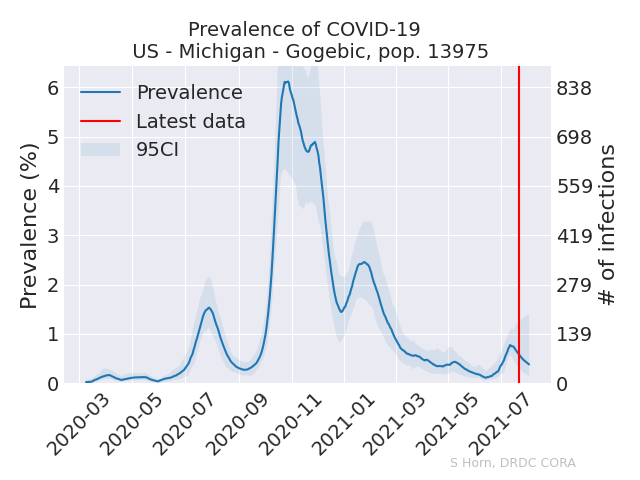 Prevalence of COVID-19
US - Michigan - Gogebic, pop. 13975
Prevalence
Latest data
95CI
Prevalence (%)
6
5
4
3
2
1
0
838
698
559
419
279
139
0
# of infections
2020-03
2020-05
2020-07
2020-09
2020-11
2021-01
2021-03
2021-05
2021-07
S Horn, DRDC CORA